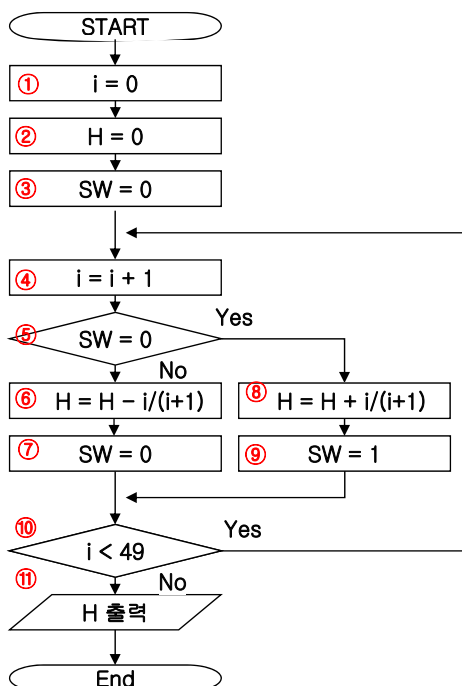 START
① i = 0
② H = 0
③ SW = 0
④ i = i + 1
⑤ SW = 0
Yes
No
⑥ H = H − i/(i+1)
⑧ H = H + i/(i+1)
⑦ SW = 0
⑨ SW = 1
⑩ i < 49
Yes
⑪ No
H 출력
End